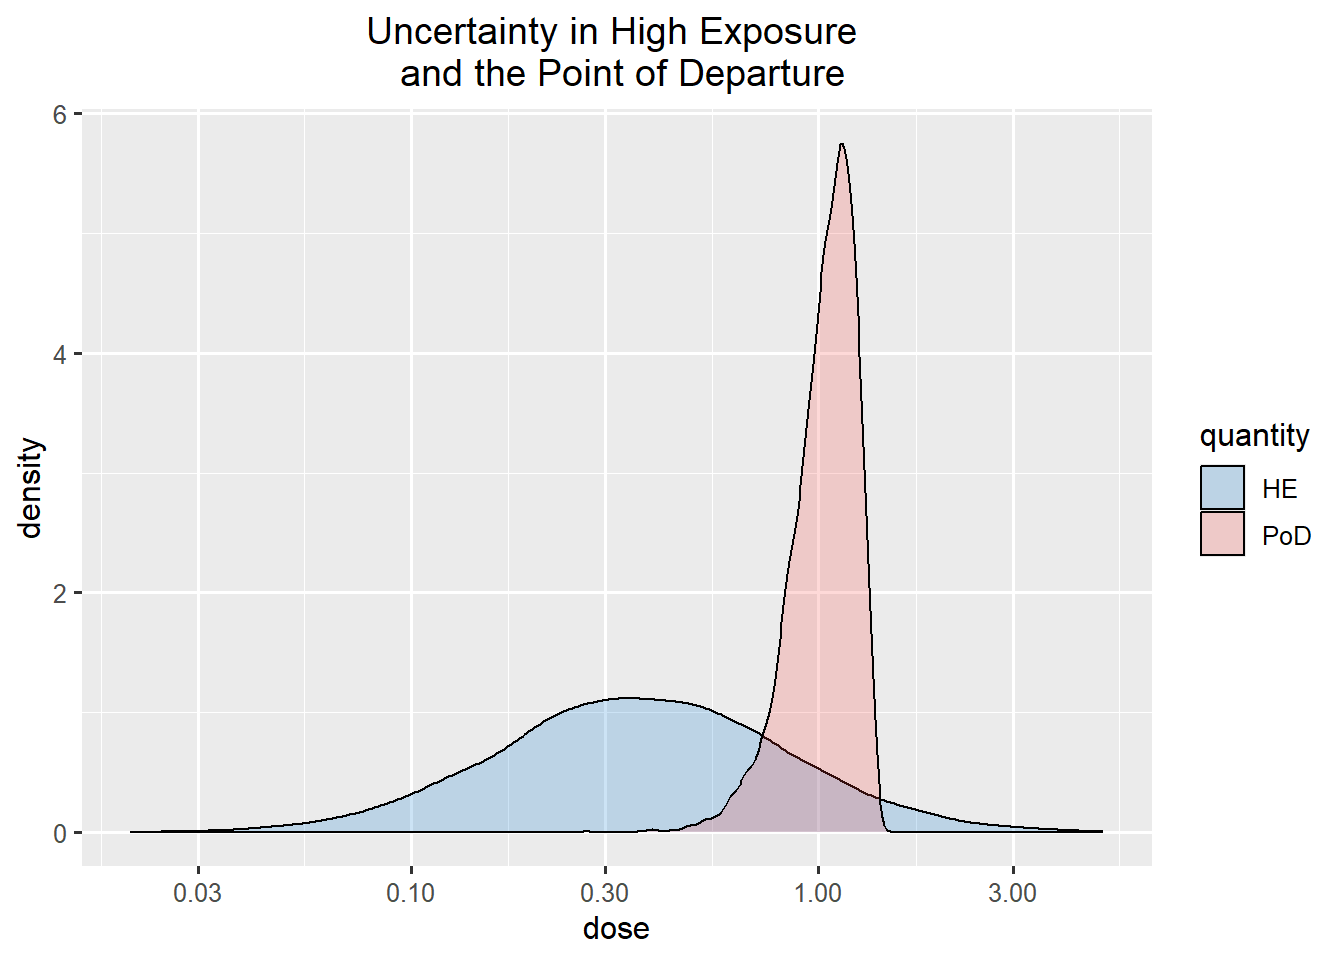 Uncertainty in High Exposure
and the Point of Departure
6
4
2
0
density
0.03
0.10
0.30
1.00
3.00
dose
quantity
HE
PoD